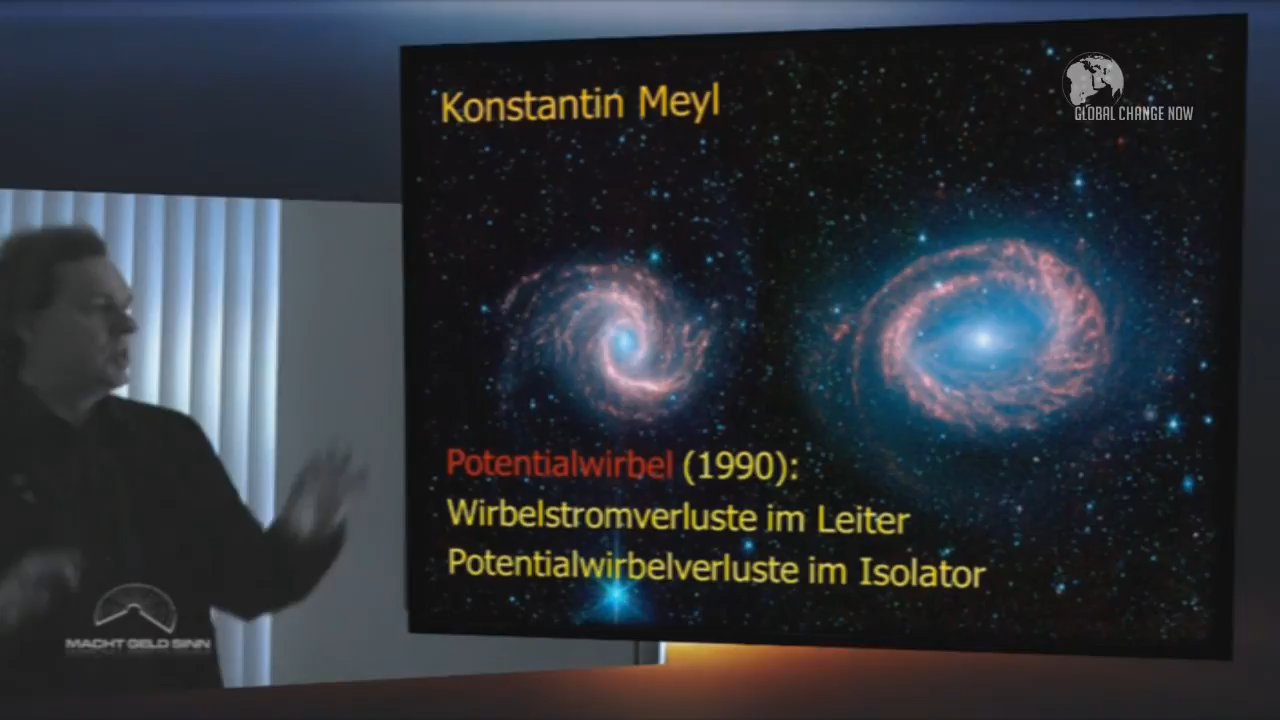 Konstantin Meyl
GLOBAL CHANGE NOW
Potentialwirbel (1990):
Wirbelstromverluste im Leiter
Potentialwirbelverluste im Isolator
MACHT GELD SINN